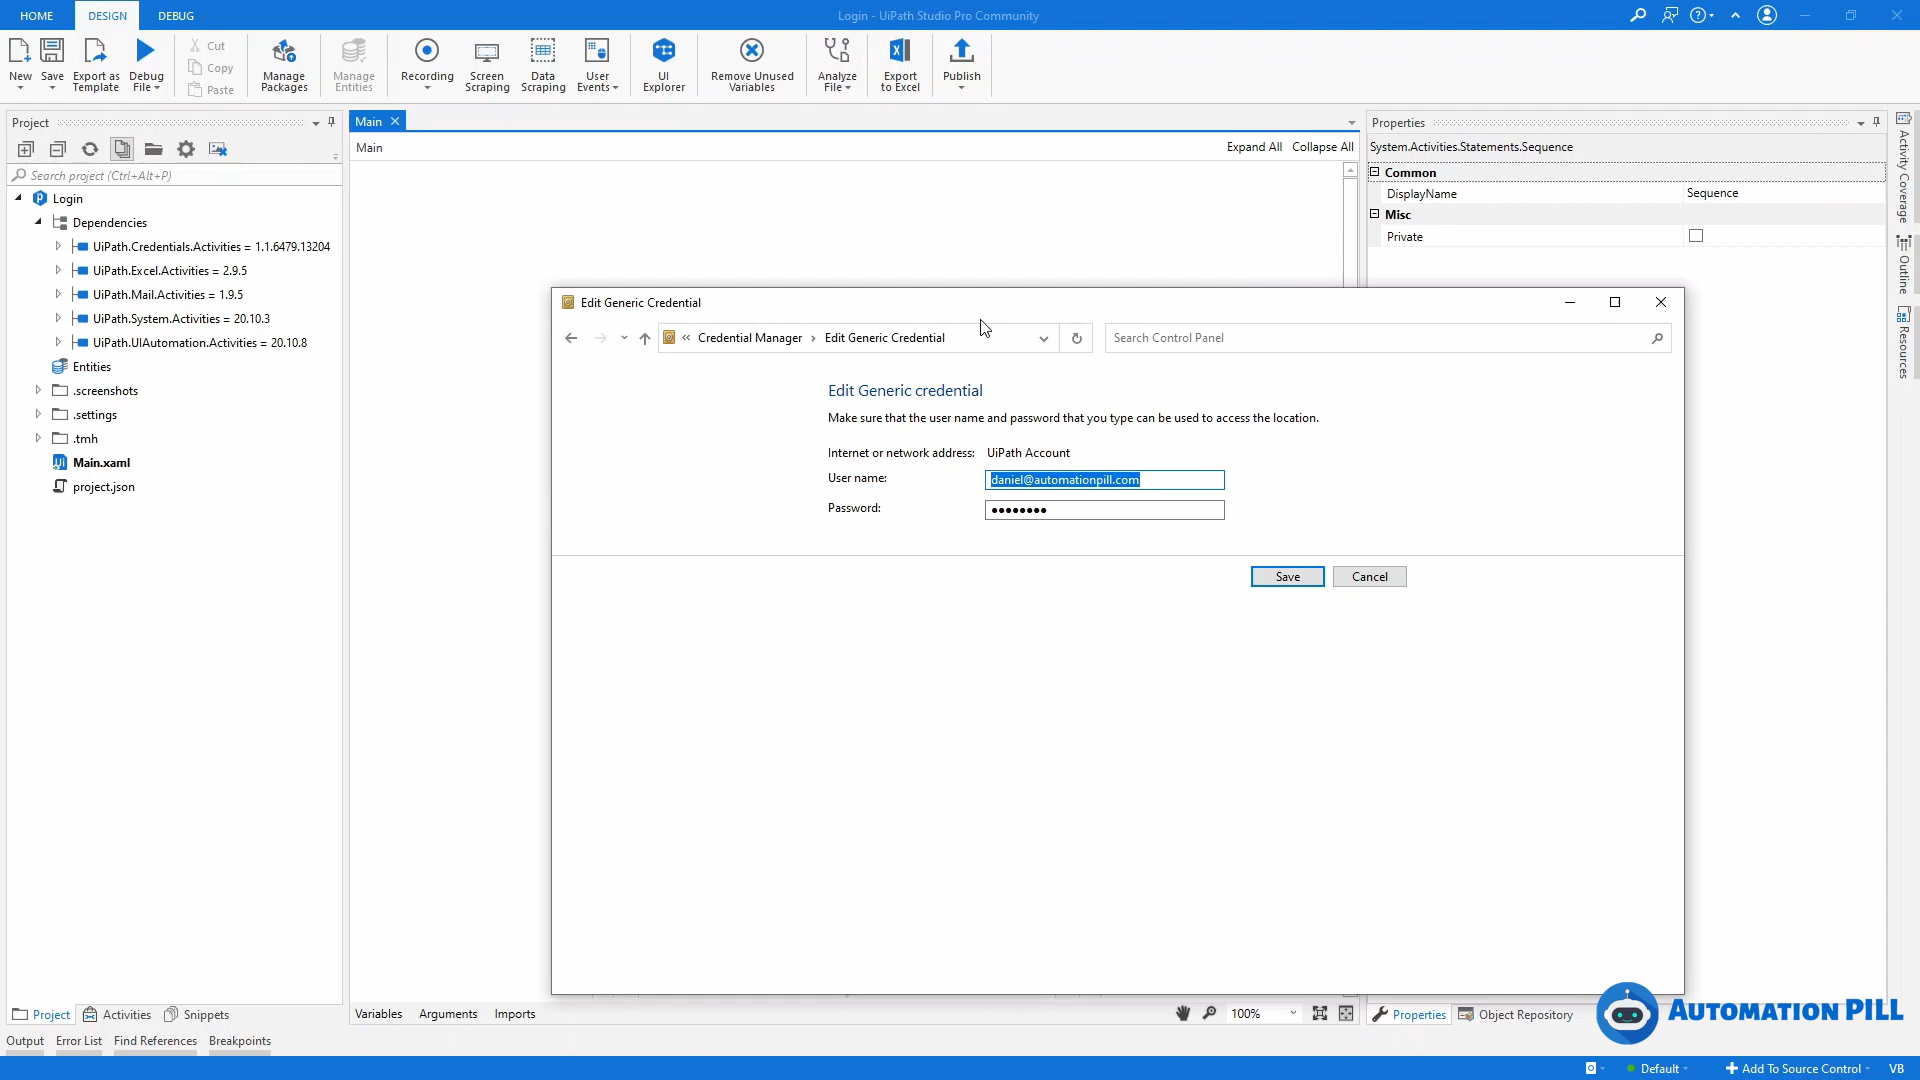 HOME DESIGN DEBUG
Login - UiPath Studio Pro Community
New
Save
Export as Template
Debug File
Cut
Copy
Paste
Manage Packages
Manage Entities
Recording
Screen Scraping
Data Scraping
User Events
UI Explorer
Remove Unused Variables
Analyze File
Export to Excel
Publish
Project
Search project (Ctrl+Alt+P)
Login
Dependencies
UiPath.Credentials.Activities = 1.1.6479.13204
UiPath.Excel.Activities = 2.9.5
UiPath.Mail.Activities = 1.9.5
UiPath.System.Activities = 20.10.3
UiPath.UIAutomation.Activities = 20.10.8
Entities
.screenshots
.settings
.tmh
Main.xaml
project.json
Main
Main
Expand All Collapse All
Properties
System.Activities.Statements.Sequence
Common
DisplayName Sequence
Misc
Private
Activity Coverage
Outline
Resources
Edit Generic Credential
« Credential Manager › Edit Generic Credential
Search Control Panel
Edit Generic credential
Make sure that the user name and password that you type can be used to access the location.
Internet or network address: UiPath Account
User name: daniel@automationpill.com
Password: ••••••••
Save Cancel
Project Activities Snippets
Variables Arguments Imports
100%
Properties Object Repository
AUTOMATION PILL
Output Error List Find References Breakpoints
Default
Add To Source Control
VB